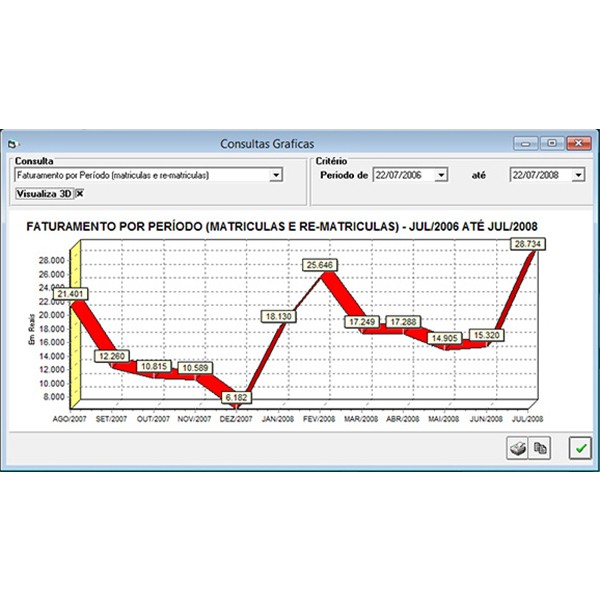 Consultas Graficas
Consulta
Faturamento por Período (matriculas e re-matriculas)
Visualiza 3D
Critério
Periodo de 22/07/2006 até 22/07/2008
FATURAMENTO POR PERÍODO (MATRICULAS E RE-MATRICULAS) - JUL/2006 ATÉ JUL/2008
28.734
28.000
25.646
26.000
24.000
21.401
22.000
20.000
18.130
18.000
17.249
17.288
16.000
15.320
14.905
14.000
12.260
12.000
10.815
10.589
10.000
8.000
6.182
Em Reais
AGO/2007 SET/2007 OUT/2007 NOV/2007 DEZ/2007 JAN/2008 FEV/2008 MAR/2008 ABR/2008 MAI/2008 JUN/2008 JUL/2008